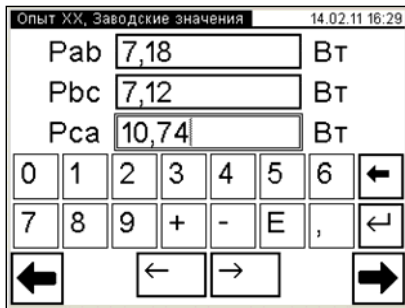 Опыт XX, Заводские значения 14.02.11 16:29
Pab 7,18 Вт
Pbc 7,12 Вт
Pca 10,74 Вт
0 1 2 3 4 5 6
7 8 9 + - E ,